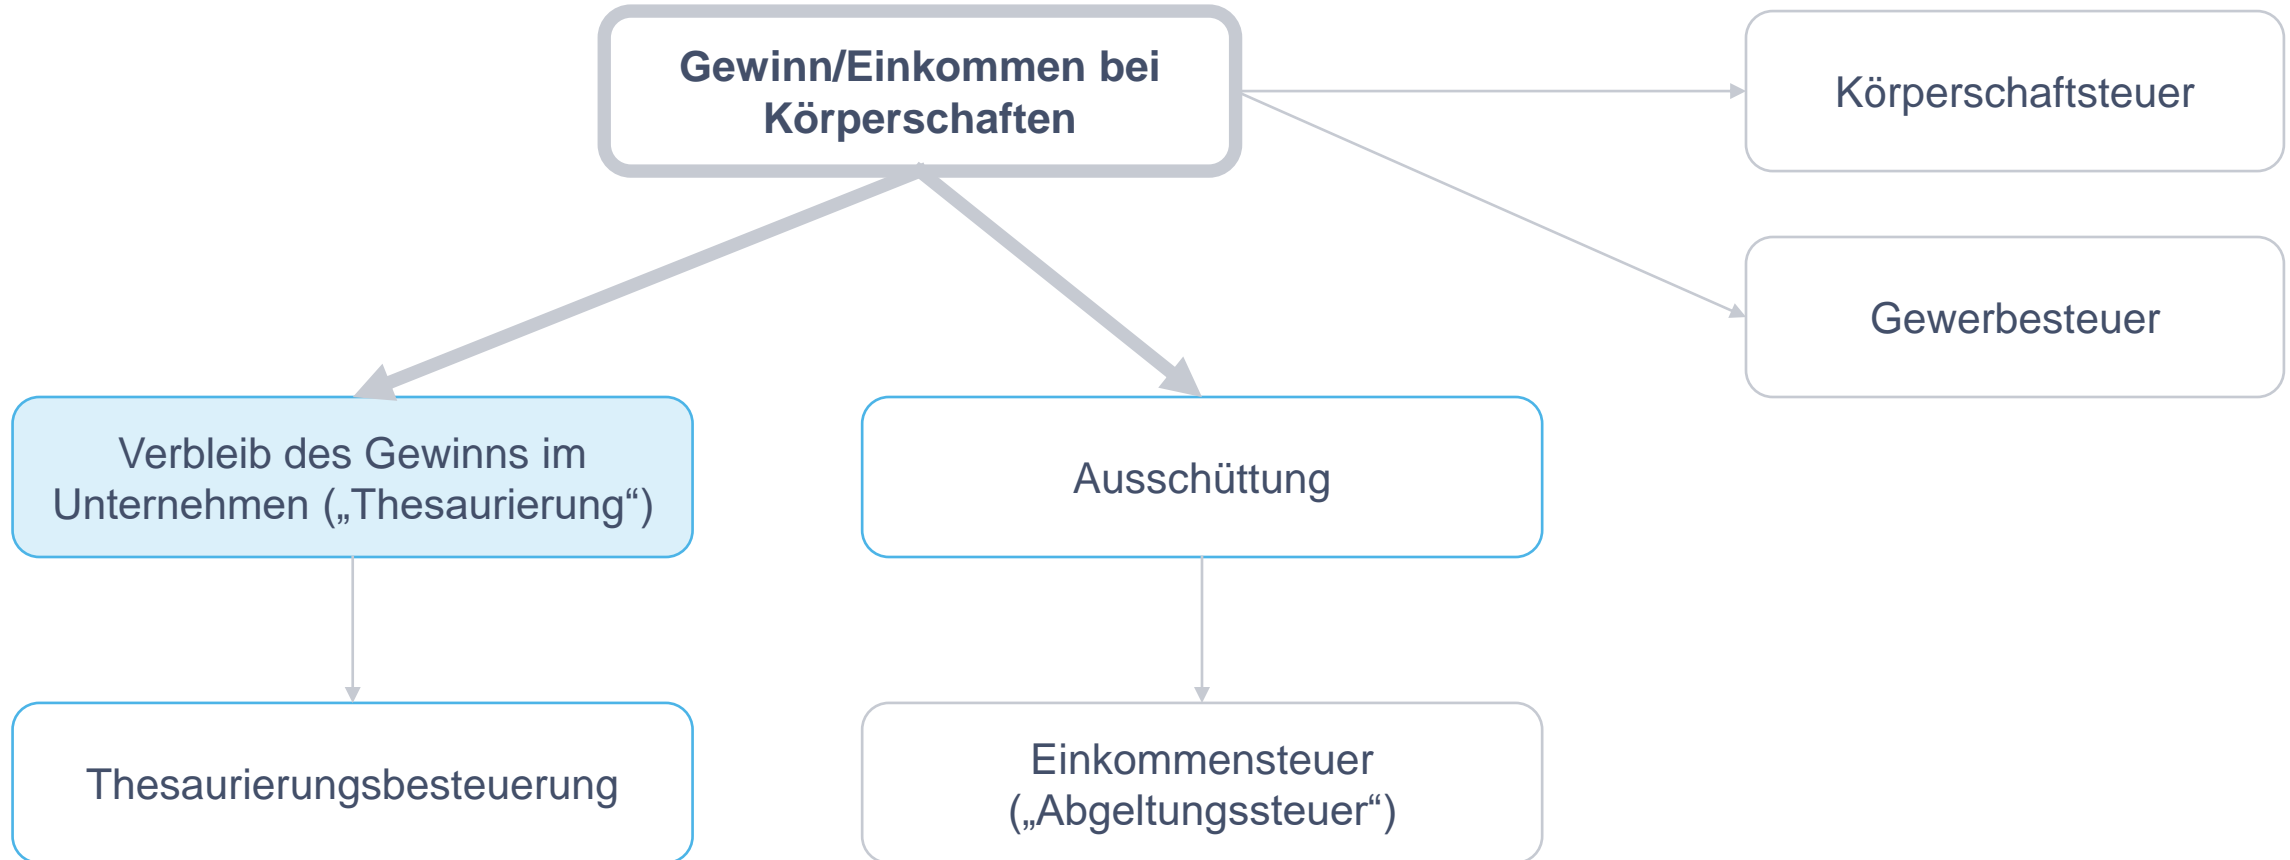 Gewinn/Einkommen bei
Körperschaften
Körperschaftsteuer
Gewerbesteuer
Verbleib des Gewinns im
Unternehmen („Thesaurierung“)
Ausschüttung
Thesaurierungsbesteuerung
Einkommensteuer
(„Abgeltungssteuer“)